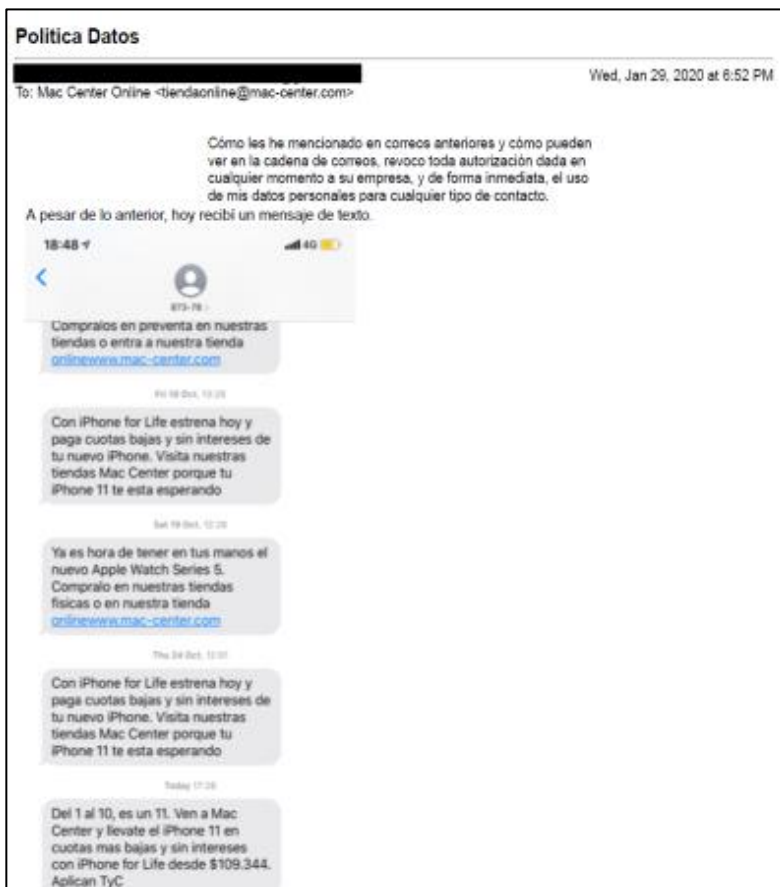 Politica Datos
Wed, Jan 29, 2020 at 6:52 PM
To: Mac Center Online <tiendaonline@mac-center.com>
Cómo les he mencionado en correos anteriores y cómo pueden
ver en la cadena de correos, revoco toda autorización dada en
cualquier momento a su empresa, y de forma inmediata, el uso
de mis datos personales para cualquier tipo de contacto.
A pesar de lo anterior, hoy recibí un mensaje de texto.
18:48
4G
Compralos en preventa en nuestras
tiendas o entra a nuestra tienda
onlinewww.mac-center.com
Fri 18 Oct,
Con iPhone for Life estrena hoy y
paga cuotas bajas y sin intereses de
tu nuevo iPhone. Visita nuestras
tiendas Mac Center porque tu
iPhone 11 te esta esperando
Sat 19 Oct,
Ya es hora de tener en tus manos el
nuevo Apple Watch Series 5.
Compralo en nuestras tiendas
fisicas o en nuestra tienda
onlinewww.mac-center.com
Thu 24 Oct,
Con iPhone for Life estrena hoy y
paga cuotas bajas y sin intereses de
tu nuevo iPhone. Visita nuestras
tiendas Mac Center porque tu
iPhone 11 te esta esperando
Today
Del 1 al 10, es un 11. Ven a Mac
Center y llevate el iPhone 11 en
cuotas mas bajas y sin intereses
con iPhone for Life desde $109.344.
Aplican TyC